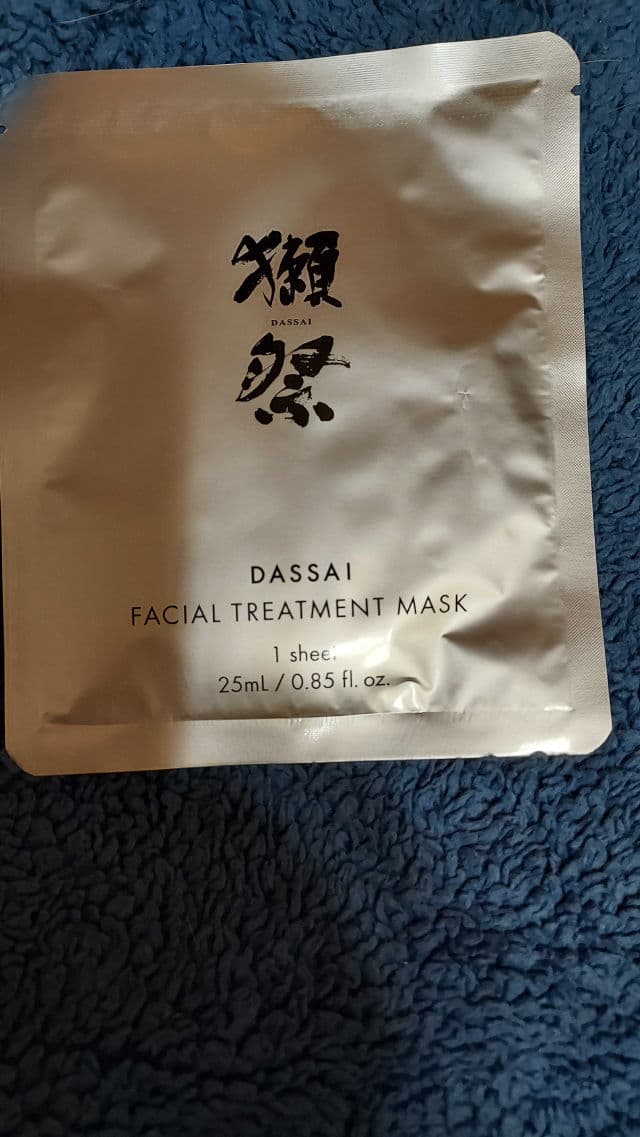 獺
DASSAI
祭
DASSAI
FACIAL TREATMENT MASK
1 sheet
25mL / 0.85 fl. oz.